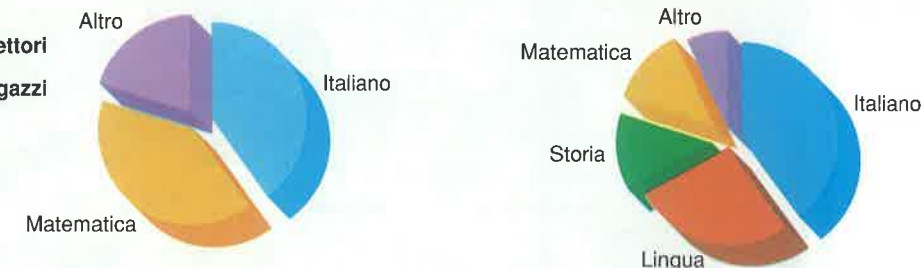 ettori
gazzi
Altro
Italiano
Matematica
Altro
Matematica
Italiano
Storia
Lingua